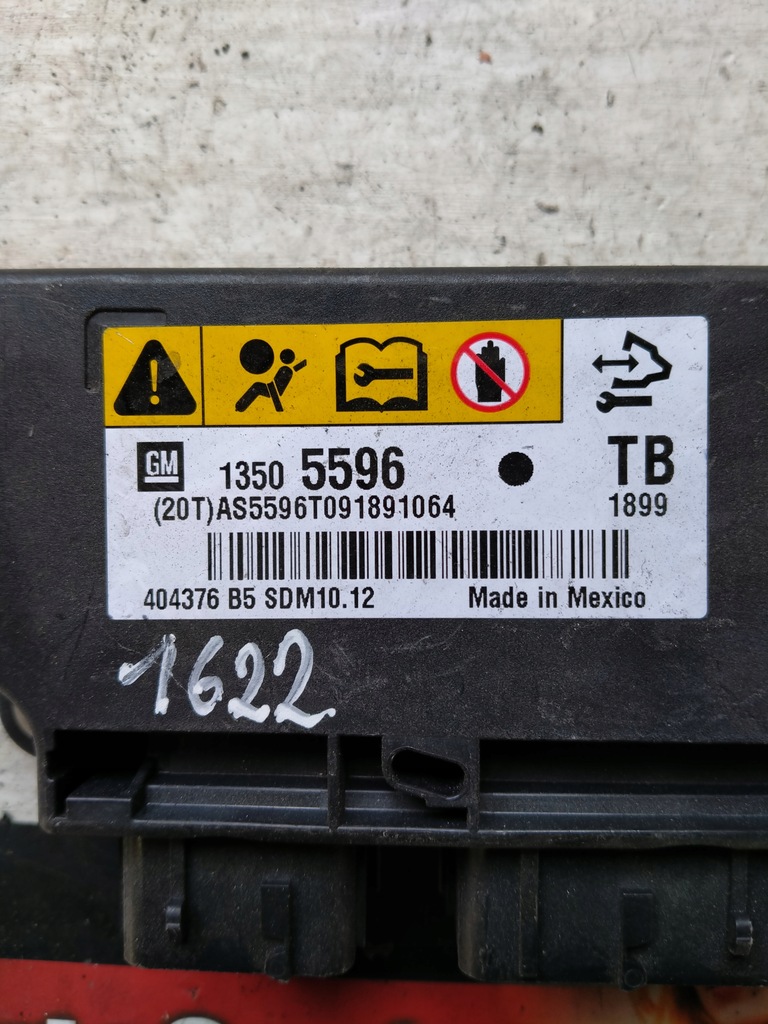 GM 1350 5596 TB
(20T)AS5596T091891064 1899
404376 B5 SDM10.12 Made in Mexico
1622